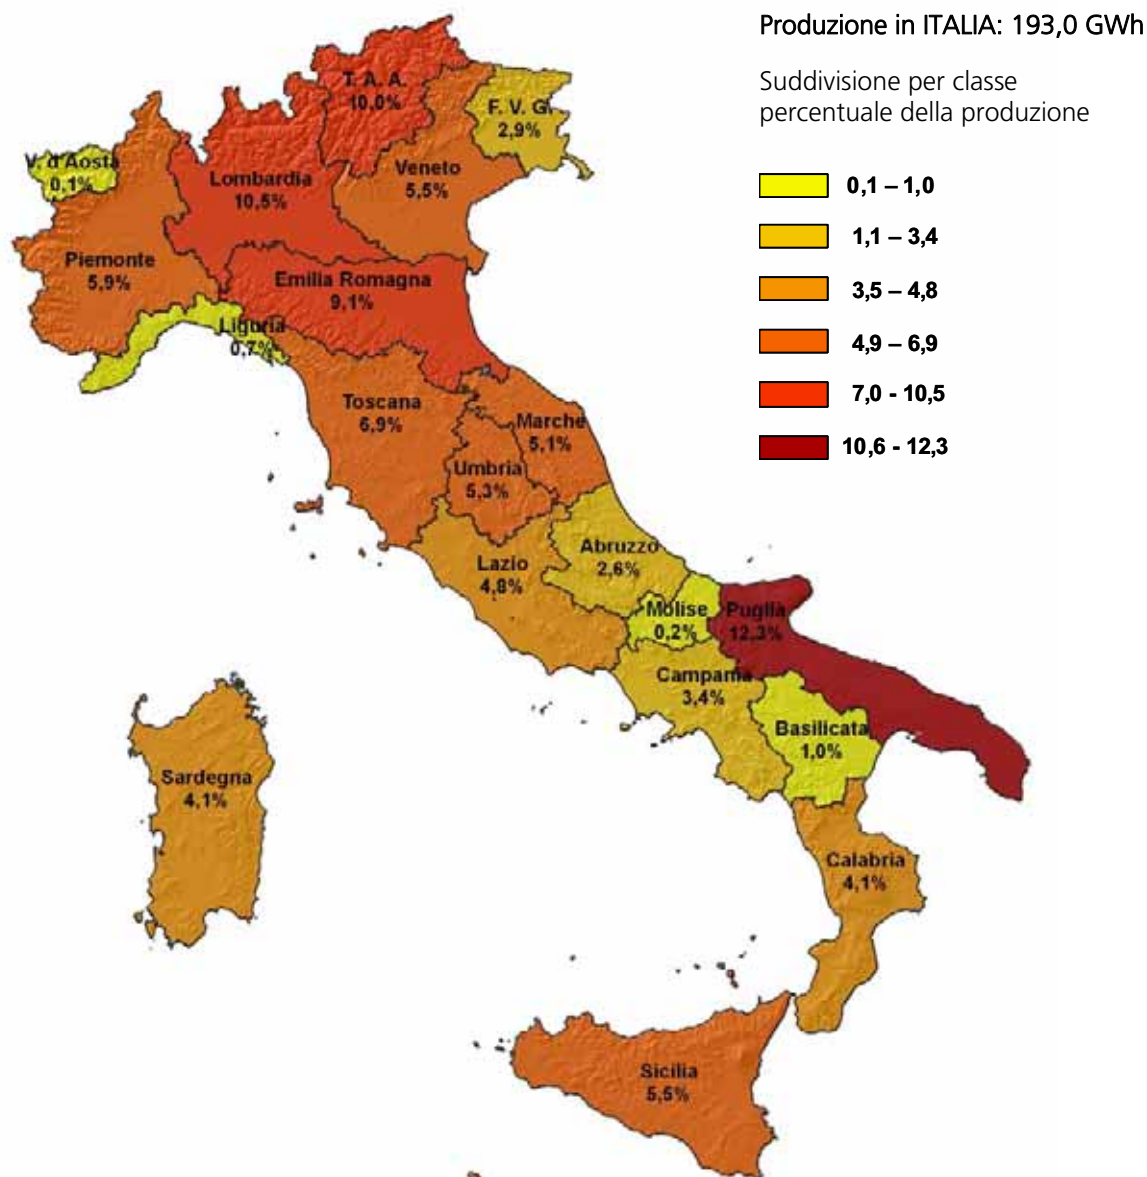 Produzione in ITALIA: 193,0 GWh
Suddivisione per classe
percentuale della produzione
0,1 – 1,0
1,1 – 3,4
3,5 – 4,8
4,9 – 6,9
7,0 - 10,5
10,6 - 12,3
T. A. A.
10,0%
F. V. G.
2,9%
V. d'Aosta
0,1%
Lombardia
10,5%
Veneto
5,5%
Piemonte
5,9%
Emilia Romagna
9,1%
Liguria
0,7%
Toscana
6,9%
Marche
5,1%
Umbria
5,3%
Abruzzo
2,6%
Lazio
4,8%
Molise
0,2%
Puglia
12,3%
Campania
3,4%
Basilicata
1,0%
Sardegna
4,1%
Calabria
4,1%
Sicilia
5,5%